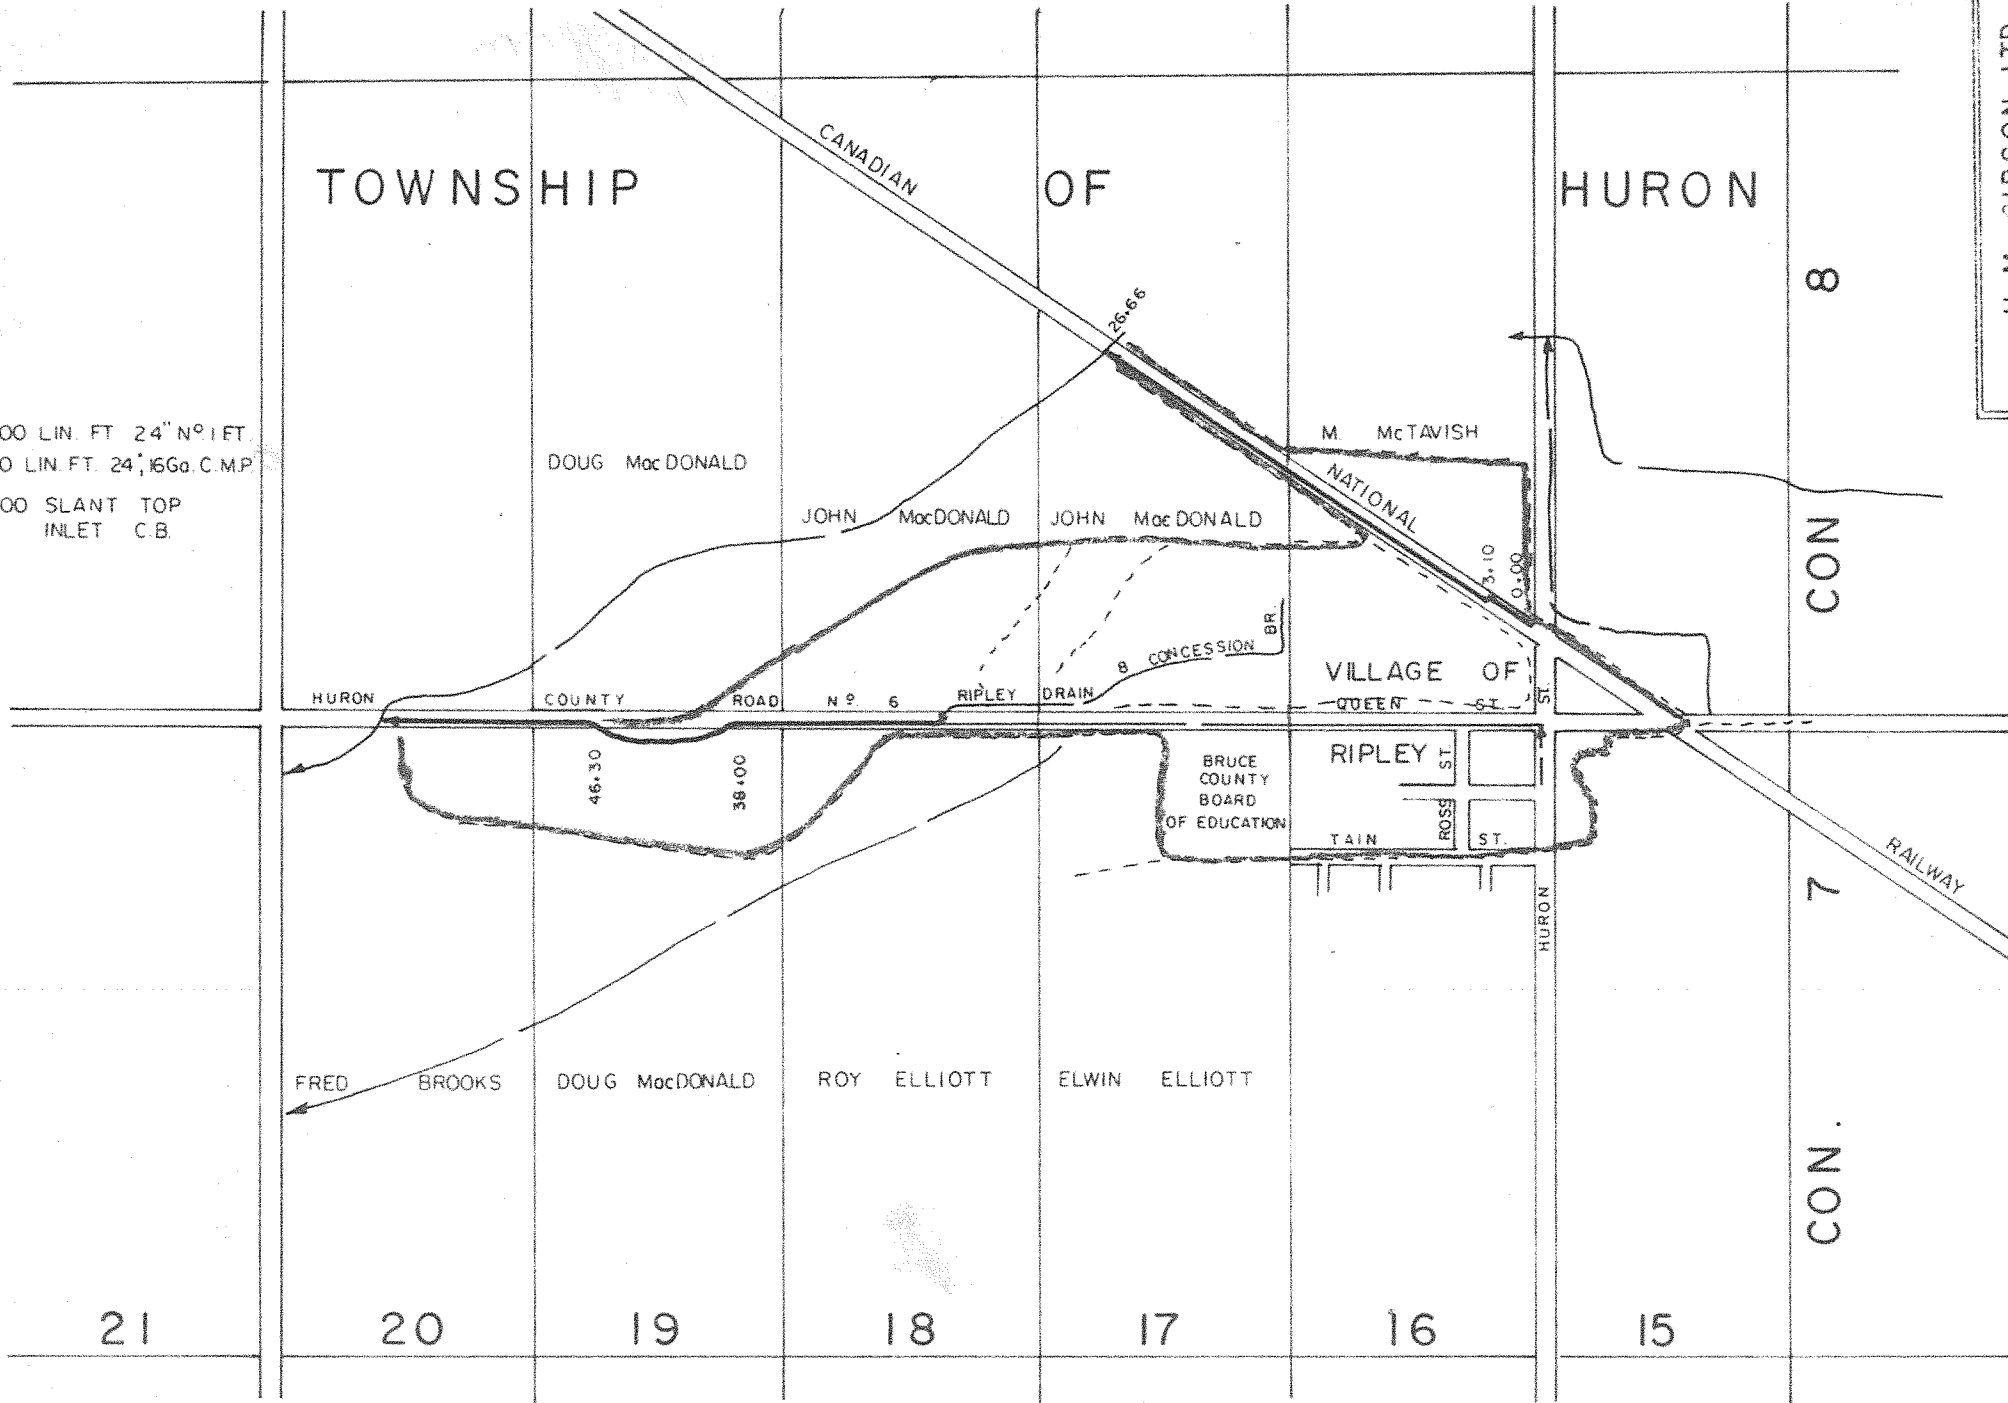 TOWNSHIP OF HURON
CANADIAN
26+66
8
OO LIN. FT 24" Nº 1 FT.
O LIN. FT. 24", 16Ga. C.M.P.
OO SLANT TOP
INLET C.B.
DOUG MacDONALD
M. McTAVISH
NATIONAL
JOHN MacDONALD
JOHN MacDONALD
3+10
0+00
CON
8 CONCESSION BR.
VILLAGE OF
HURON COUNTY ROAD Nº 6
RIPLEY DRAIN
QUEEN ST.
ST.
46+30
38+00
BRUCE
COUNTY
BOARD
OF EDUCATION
RIPLEY
ST.
ROSS
TAIN ST.
HURON
RAILWAY
7
FRED BROOKS
DOUG MacDONALD
ROY ELLIOTT
ELWIN ELLIOTT
CON.
21 20 19 18 17 16 15